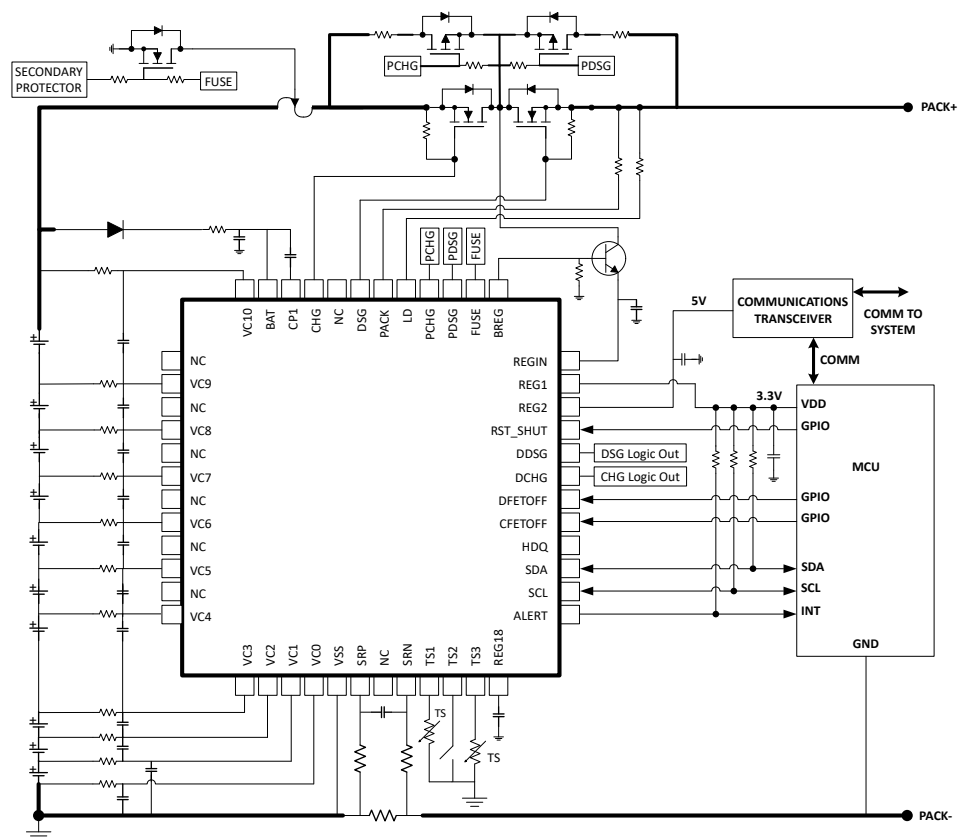 PCHG
PDSG
SECONDARY
PROTECTOR
FUSE
PACK+
PCHG
PDSG
FUSE
VC10
BAT
CP1
CHG
NC
DSG
PACK
LD
PCHG
PDSG
FUSE
BREG
5V
COMMUNICATIONS
TRANSCEIVER
COMM TO
SYSTEM
COMM
3.3V
NC
VC9
NC
VC8
NC
VC7
NC
VC6
NC
VC5
NC
VC4
REGIN
REG1
REG2
RST_SHUT
DDSG
DCHG
DFETOFF
CFETOFF
HDQ
SDA
SCL
ALERT
DSG Logic Out
CHG Logic Out
VDD
GPIO
MCU
GPIO
GPIO
SDA
SCL
INT
GND
VC3
VC2
VC1
VC0
VSS
SRP
NC
SRN
TS1
TS2
TS3
REG18
TS
TS
+
+
+
+
+
+
+
+
+
+
PACK-